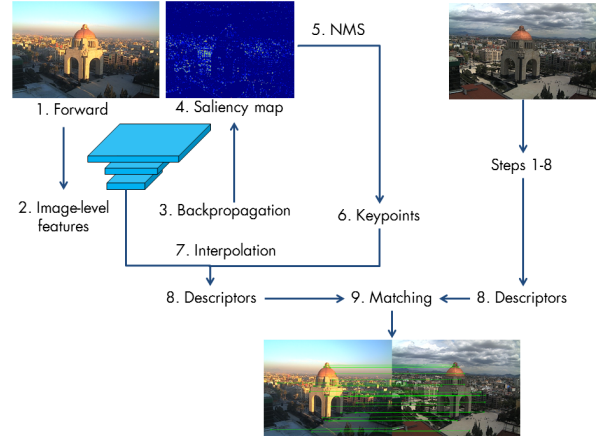 5. NMS
1. Forward
4. Saliency map
Steps 1-8
2. Image-level
features
3. Backpropagation
6. Keypoints
7. Interpolation
8. Descriptors
9. Matching
8. Descriptors